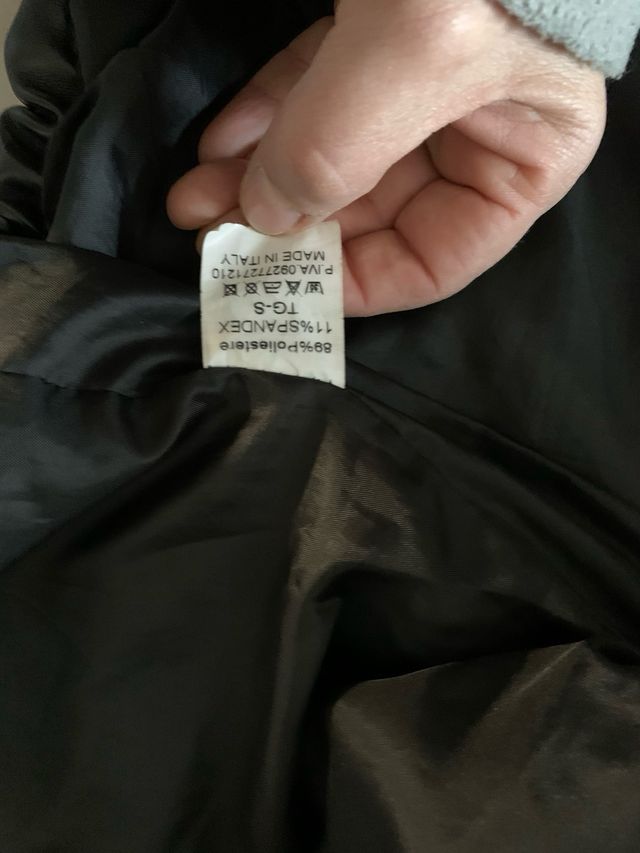 89%Poliestere
11%SPANDEX
TG-S
P.IVA.09277271210
MADE IN ITALY